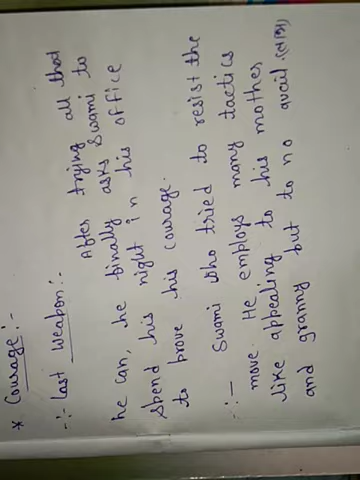 * Courage :-
-:- Last Weapon :-
After trying all that
he can, he finally asks Swami to
spend his night in his office
to prove his courage.
Swami who tried to resist the
-:- move. He employs many tactics
like appealing to his mothes
and granny but to no avail.